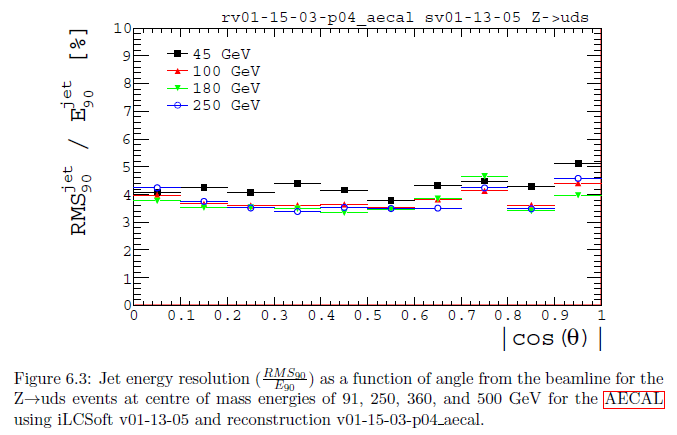 rv01-15-03-p04_aecal sv01-13-05 Z->uds
RMS90^jet / E90^jet [%]
10
9
8
7
6
5
4
3
2
1
0
45 GeV
100 GeV
180 GeV
250 GeV
0 0.1 0.2 0.3 0.4 0.5 0.6 0.7 0.8 0.9 1
|cos(θ)|
Figure 6.3: Jet energy resolution (RMS90/E90) as a function of angle from the beamline for the
Z→uds events at centre of mass energies of 91, 250, 360, and 500 GeV for the AECAL
using iLCSoft v01-13-05 and reconstruction v01-15-03-p04_aecal.